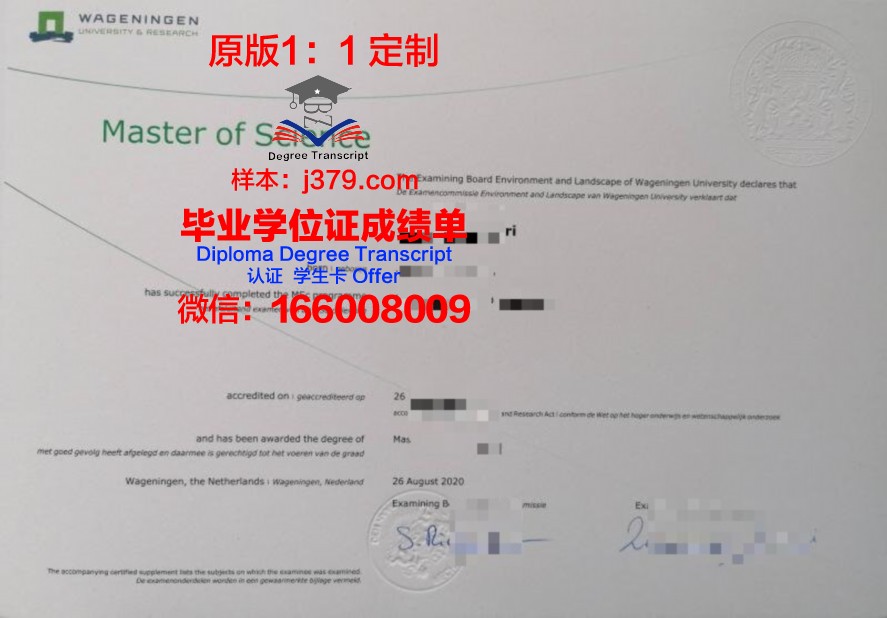 WAGENINGEN
UNIVERSITY & RESEARCH
原版1：1 定制
BZ
Master of Science
Degree Transcript
样本：j379.com
The Examining Board Environment and Landscape of Wageningen University declares that
De Examencommissie Environment and Landscape van Wageningen University verklaart dat
毕业学位证成绩单
ri
Diploma Degree Transcript
认证 学生卡 Offer
has successfully completed the MSc programme
微信：166008009
accredited on | geaccrediteerd op
26
and Research Act | conform de Wet op het hoger onderwijs en wetenschappelijk onderzoek
and has been awarded the degree of
Mas
met goed gevolg heeft afgelegd en daarmee is gerechtigd tot het voeren van de graad
Wageningen, the Netherlands | Wageningen, Nederland
26 August 2020
Examining B missie Exa
The accompanying certified supplement lists the subjects on which the examinee was examined.
De examenonderdelen worden in een gewaarmerkte bijlage vermeld.